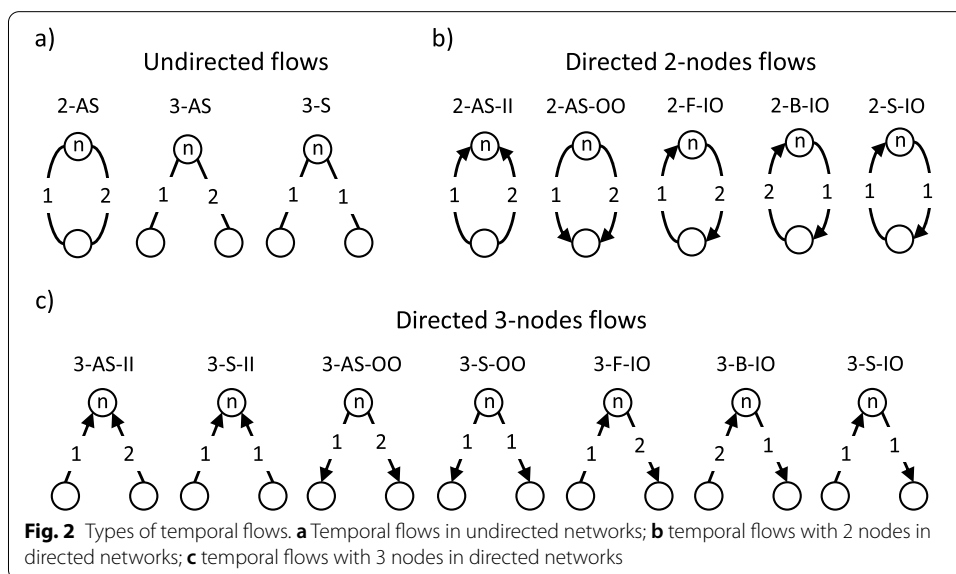 a)
Undirected flows
2-AS 3-AS 3-S
n n n
1 2 1 2 1 1
b)
Directed 2-nodes flows
2-AS-II 2-AS-OO 2-F-IO 2-B-IO 2-S-IO
n n n n n
1 2 1 2 1 2 2 1 1 1
c)
Directed 3-nodes flows
3-AS-II 3-S-II 3-AS-OO 3-S-OO 3-F-IO 3-B-IO 3-S-IO
n n n n n n n
1 2 1 1 1 2 1 1 1 2 2 1 1 1
Fig. 2 Types of temporal flows. a Temporal flows in undirected networks; b temporal flows with 2 nodes in
directed networks; c temporal flows with 3 nodes in directed networks